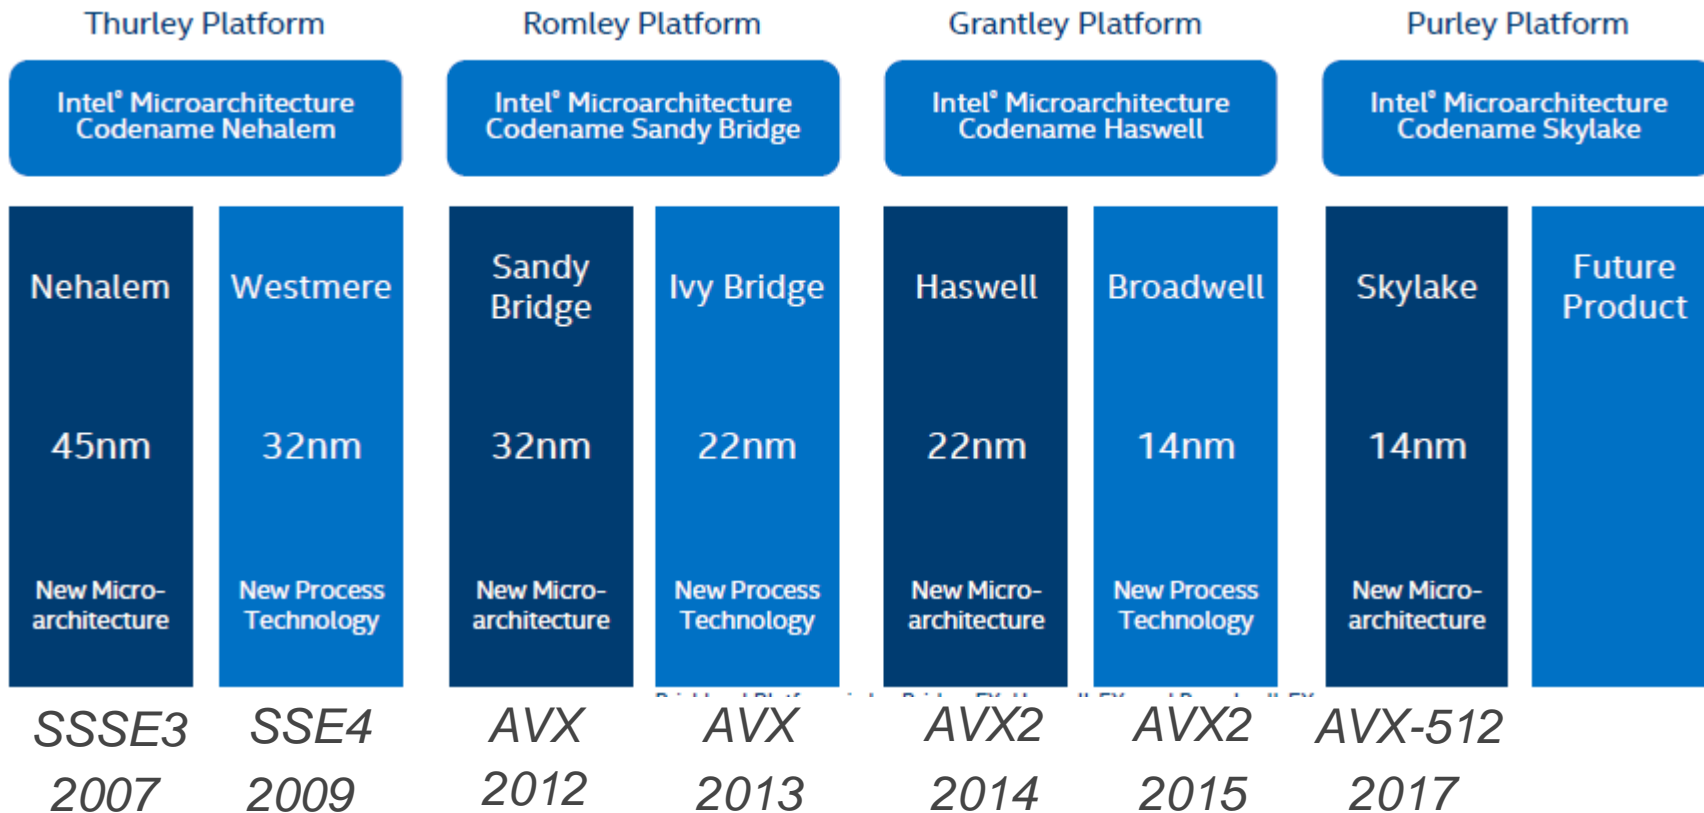 Thurley Platform
Romley Platform
Grantley Platform
Purley Platform
Intel® Microarchitecture
Codename Nehalem
Intel® Microarchitecture
Codename Sandy Bridge
Intel® Microarchitecture
Codename Haswell
Intel® Microarchitecture
Codename Skylake
Nehalem
45nm
New Micro-
architecture
Westmere
32nm
New Process
Technology
Sandy
Bridge
32nm
New Micro-
architecture
Ivy Bridge
22nm
New Process
Technology
Haswell
22nm
New Micro-
architecture
Broadwell
14nm
New Process
Technology
Skylake
14nm
New Micro-
architecture
Future
Product
SSSE3
2007
SSE4
2009
AVX
2012
AVX
2013
AVX2
2014
AVX2
2015
AVX-512
2017